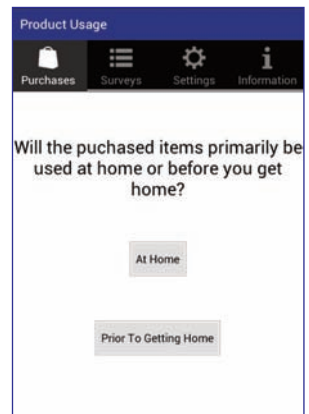 Product Usage
Purchases Surveys Settings Information
Will the puchased items primarily be
used at home or before you get
home?
At Home
Prior To Getting Home